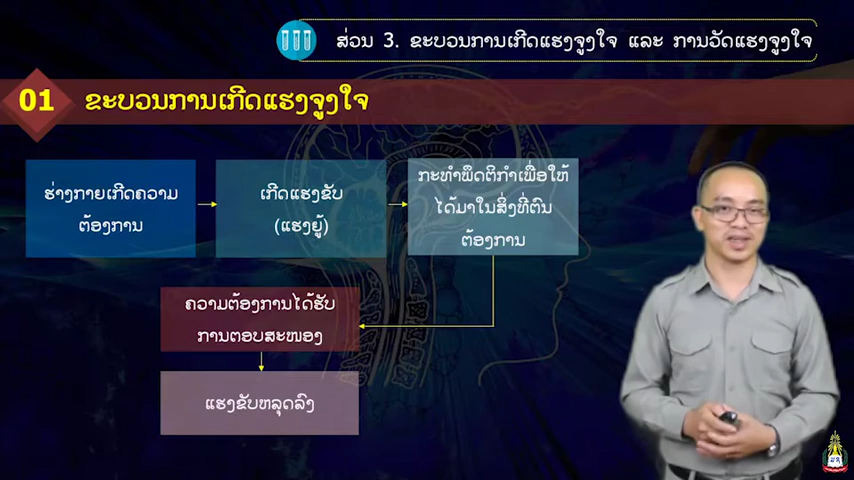 ສ່ວນ 3. ຂະບວນການເກີດແຮງຈູງໃຈ ແລະ ການວັດແຮງຈູງໃຈ
01 ຂະບວນການເກີດແຮງຈູງໃຈ
ຮ່າງກາຍເກີດຄວາມ
ຕ້ອງການ
ເກີດແຮງຂັບ
(ແຮງຍູ້)
ກະທຳພຶດຕິກຳເພື່ອໃຫ້
ໄດ້ມາໃນສິ່ງທີ່ຕົນ
ຕ້ອງການ
ຄວາມຕ້ອງການໄດ້ຮັບ
ການຕອບສະໜອງ
ແຮງຂັບຫລຸດລົງ